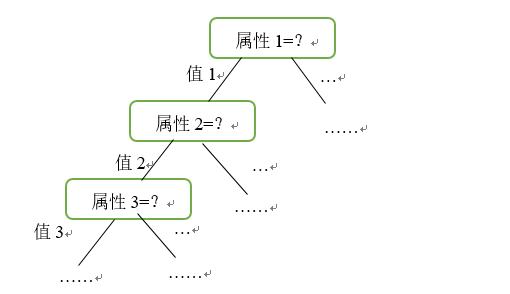 属性 1=？
值 1
…
属性 2=？
……
值 2
…
属性 3=？
……
值 3
…
……
……